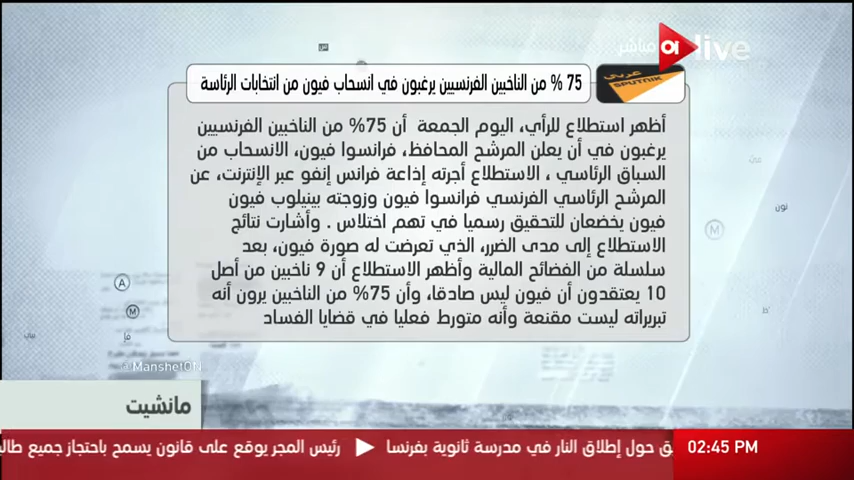 مباشر live
نص
75 % من الناخبين الفرنسيين يرغبون في انسحاب فيون من انتخابات الرئاسة
عربي SPUTNIK
أظهر استطلاع للرأي، اليوم الجمعة أن 75% من الناخبين الفرنسيين
يرغبون في أن يعلن المرشح المحافظ، فرانسوا فيون، الانسحاب من
السباق الرئاسي ، الاستطلاع أجرته إذاعة فرانس إنفو عبر الإنترنت، عن
المرشح الرئاسي الفرنسي فرانسوا فيون وزوجته بينيلوب فيون
فيون يخضعان للتحقيق رسميا في تهم اختلاس . وأشارت نتائج
الاستطلاع إلى مدى الضرر، الذي تعرضت له صورة فيون، بعد
سلسلة من الفضائح المالية وأظهر الاستطلاع أن 9 ناخبين من أصل
10 يعتقدون أن فيون ليس صادقا، وأن 75% من الناخبين يرون أنه
تبريراته ليست مقنعة وأنه متورط فعليا في قضايا الفساد
نون
M
A
M
@ManshetON
مانشيت
02:45 PM
ق حول إطلاق النار في مدرسة ثانوية بفرنسا
رئيس المجر يوقع على قانون يسمح باحتجاز جميع طال